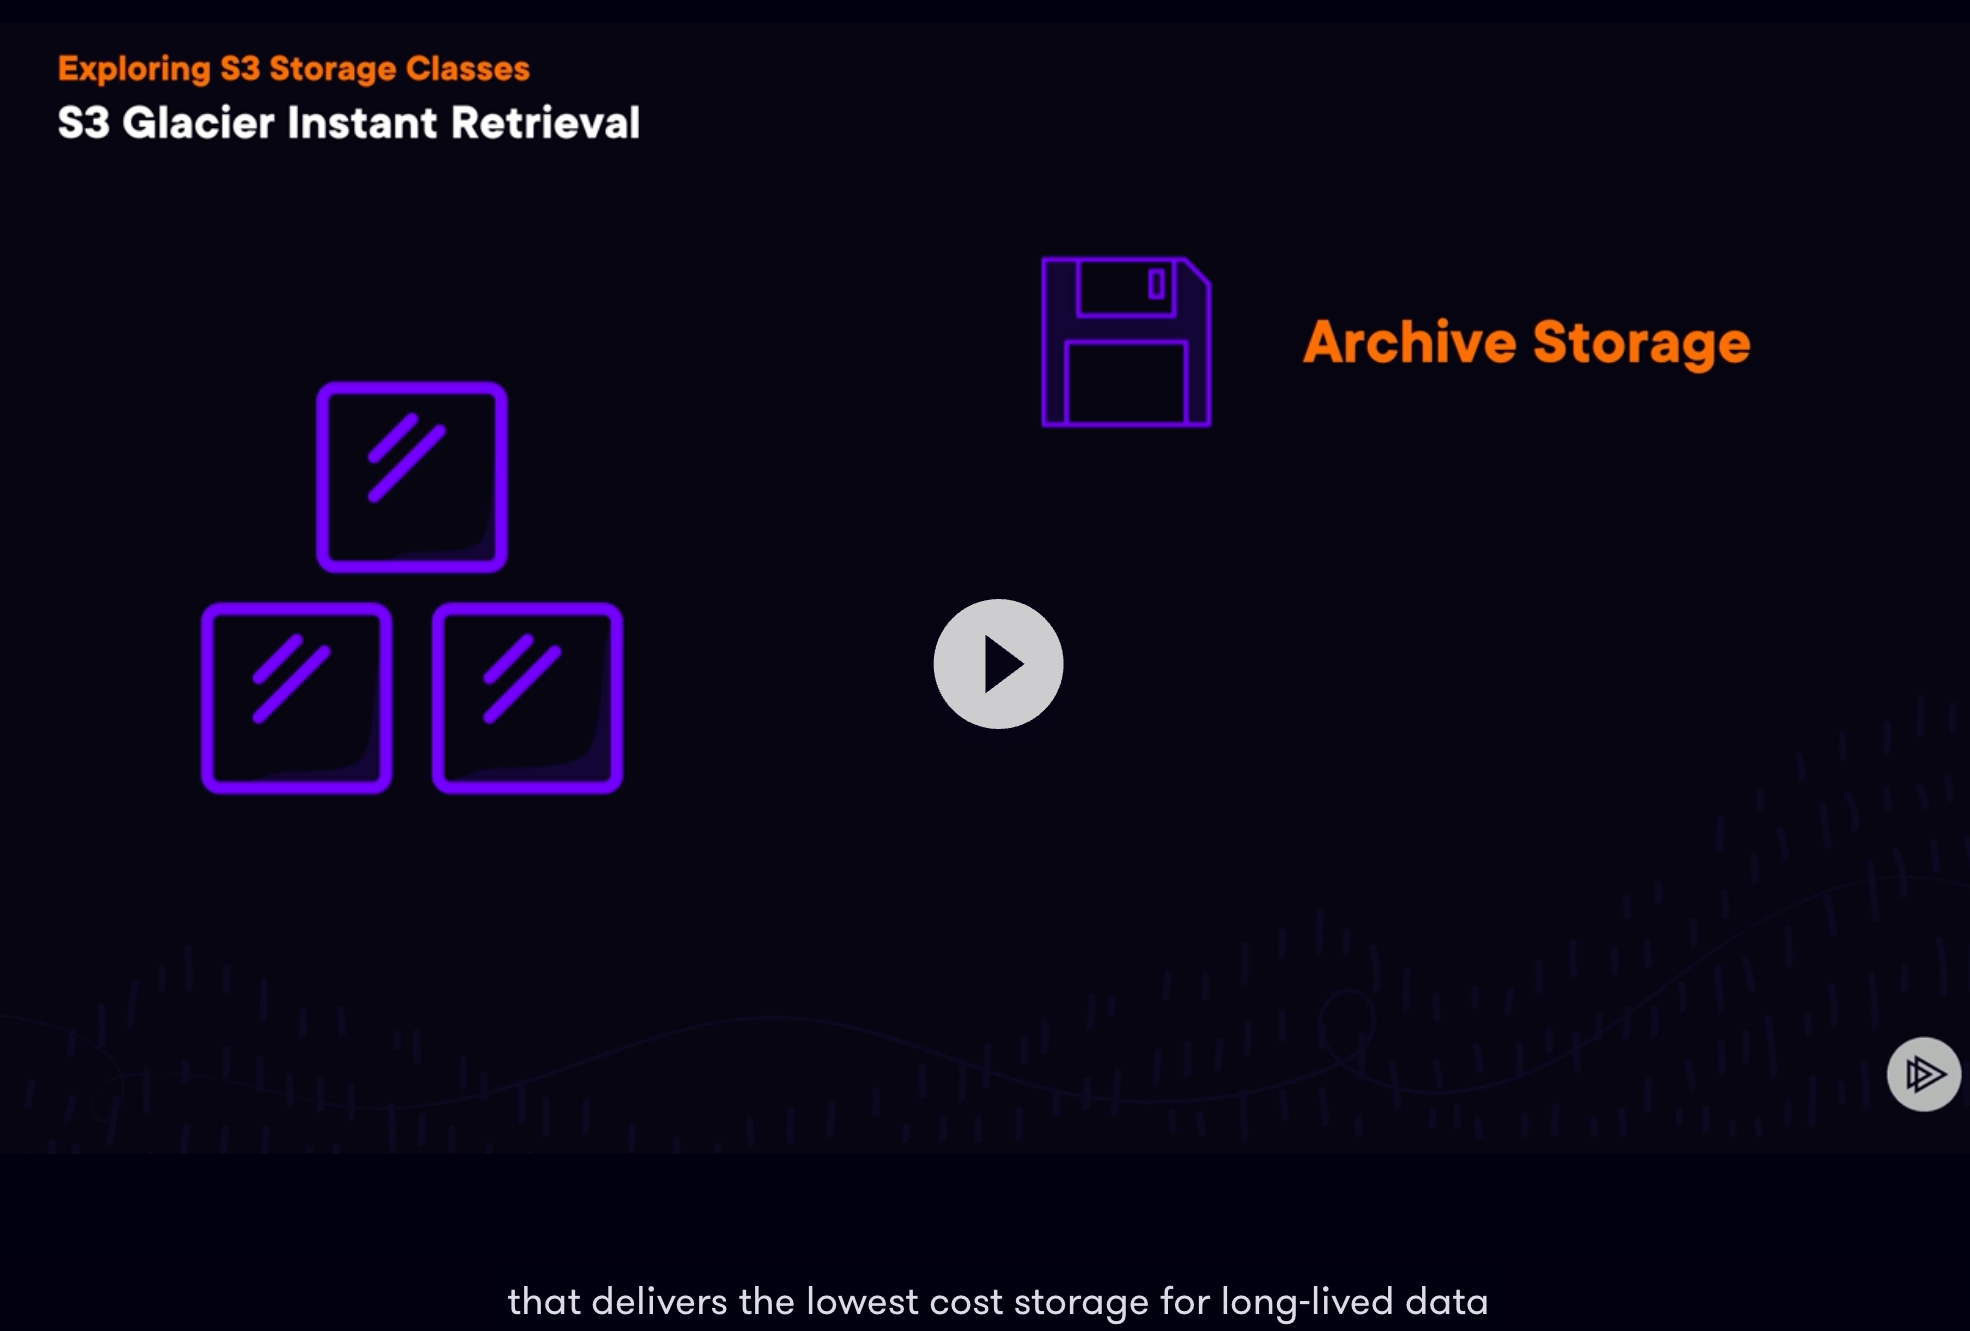 Exploring S3 Storage Classes
S3 Glacier Instant Retrieval
Archive Storage
that delivers the lowest cost storage for long-lived data